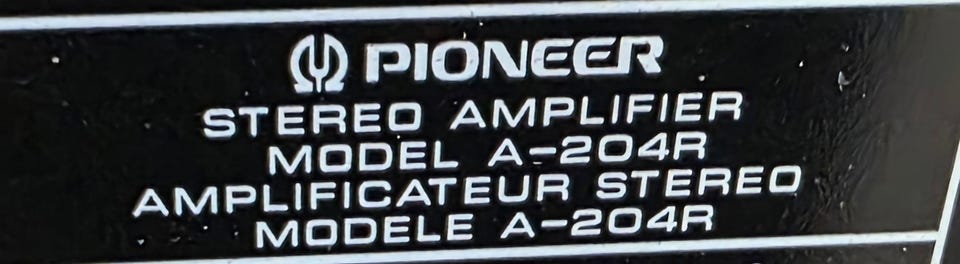 PIONEER
STEREO AMPLIFIER
MODEL A-204R
AMPLIFICATEUR STEREO
MODELE A-204R